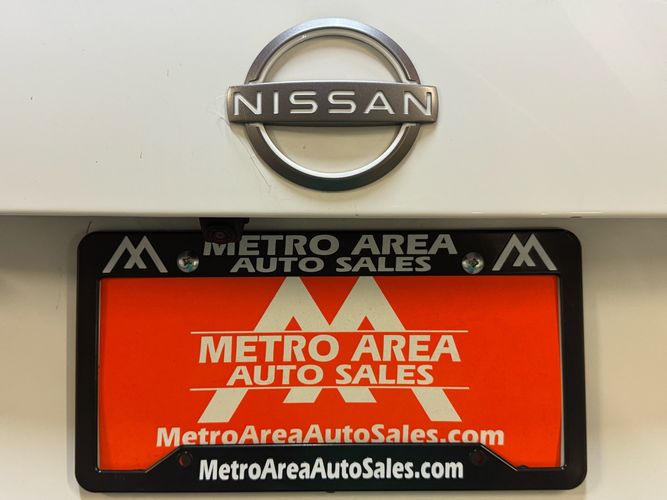 NISSAN
METRO AREA
AUTO SALES
METRO AREA
AUTO SALES
MetroAreaAutoSales.com
MetroAreaAutoSales.com